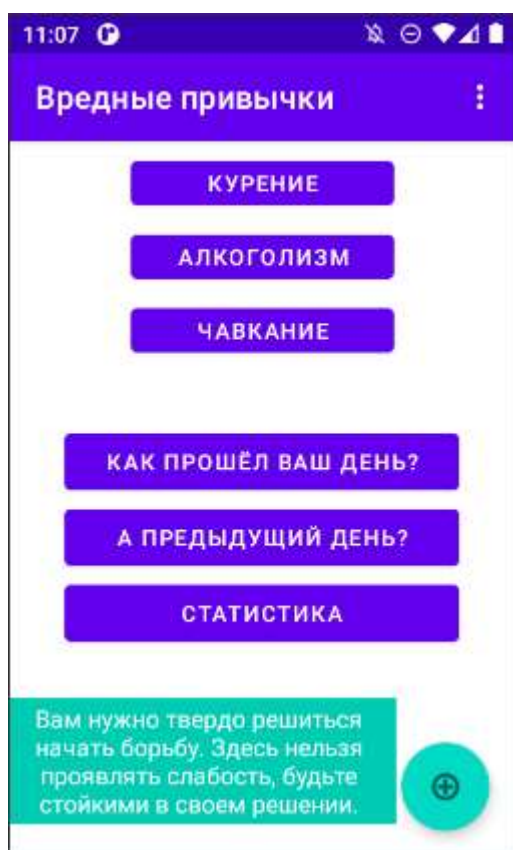 11:07
Вредные привычки
КУРЕНИЕ
АЛКОГОЛИЗМ
ЧАВКАНИЕ
КАК ПРОШЁЛ ВАШ ДЕНЬ?
А ПРЕДЫДУЩИЙ ДЕНЬ?
СТАТИСТИКА
Вам нужно твердо решиться
начать борьбу. Здесь нельзя
проявлять слабость, будьте
стойкими в своем решении.